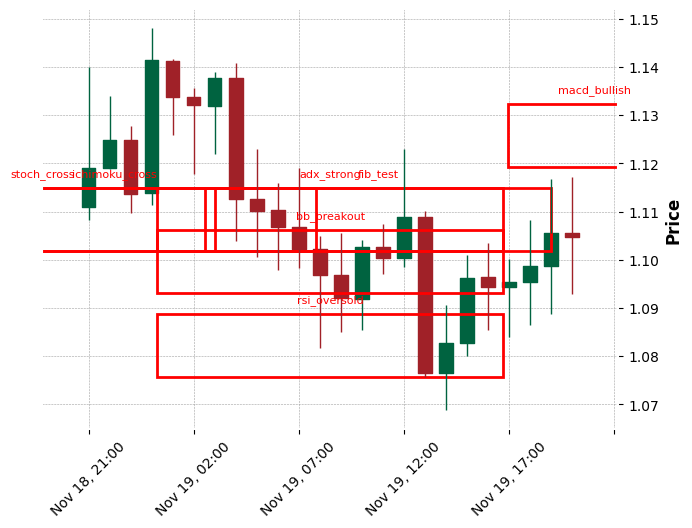 1.15
1.14
macd_bullish
1.13
1.12
stoch_cross
adx_strong
fib_test
1.11
bb_breakout
Price
1.10
1.09
rsi_oversold
1.08
1.07
Nov 18, 21:00
Nov 19, 02:00
Nov 19, 07:00
Nov 19, 12:00
Nov 19, 17:00